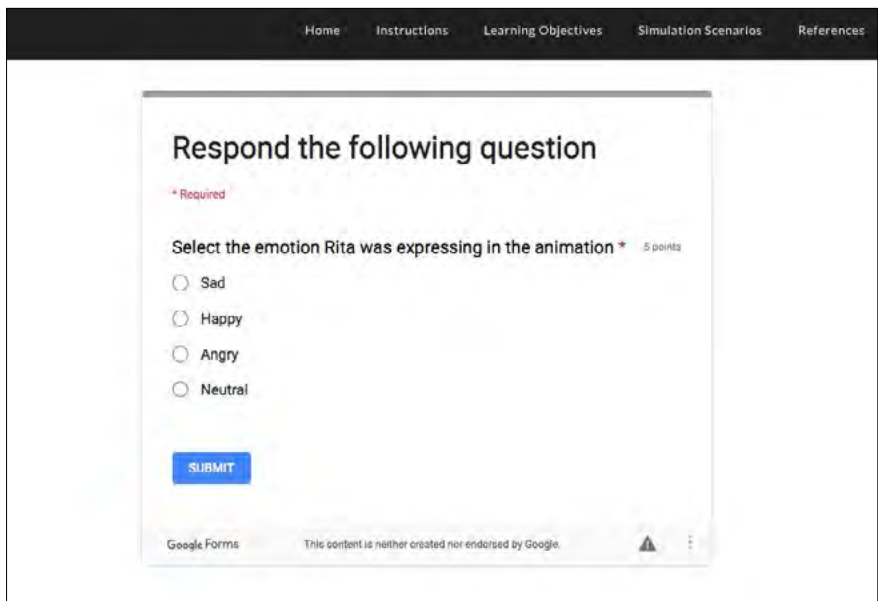 Home Instructions Learning Objectives Simulation Scenarios References
Respond the following question
* Required
Select the emotion Rita was expressing in the animation * 5 points
Sad
Happy
Angry
Neutral
SUBMIT
Google Forms This content is neither created nor endorsed by Google.